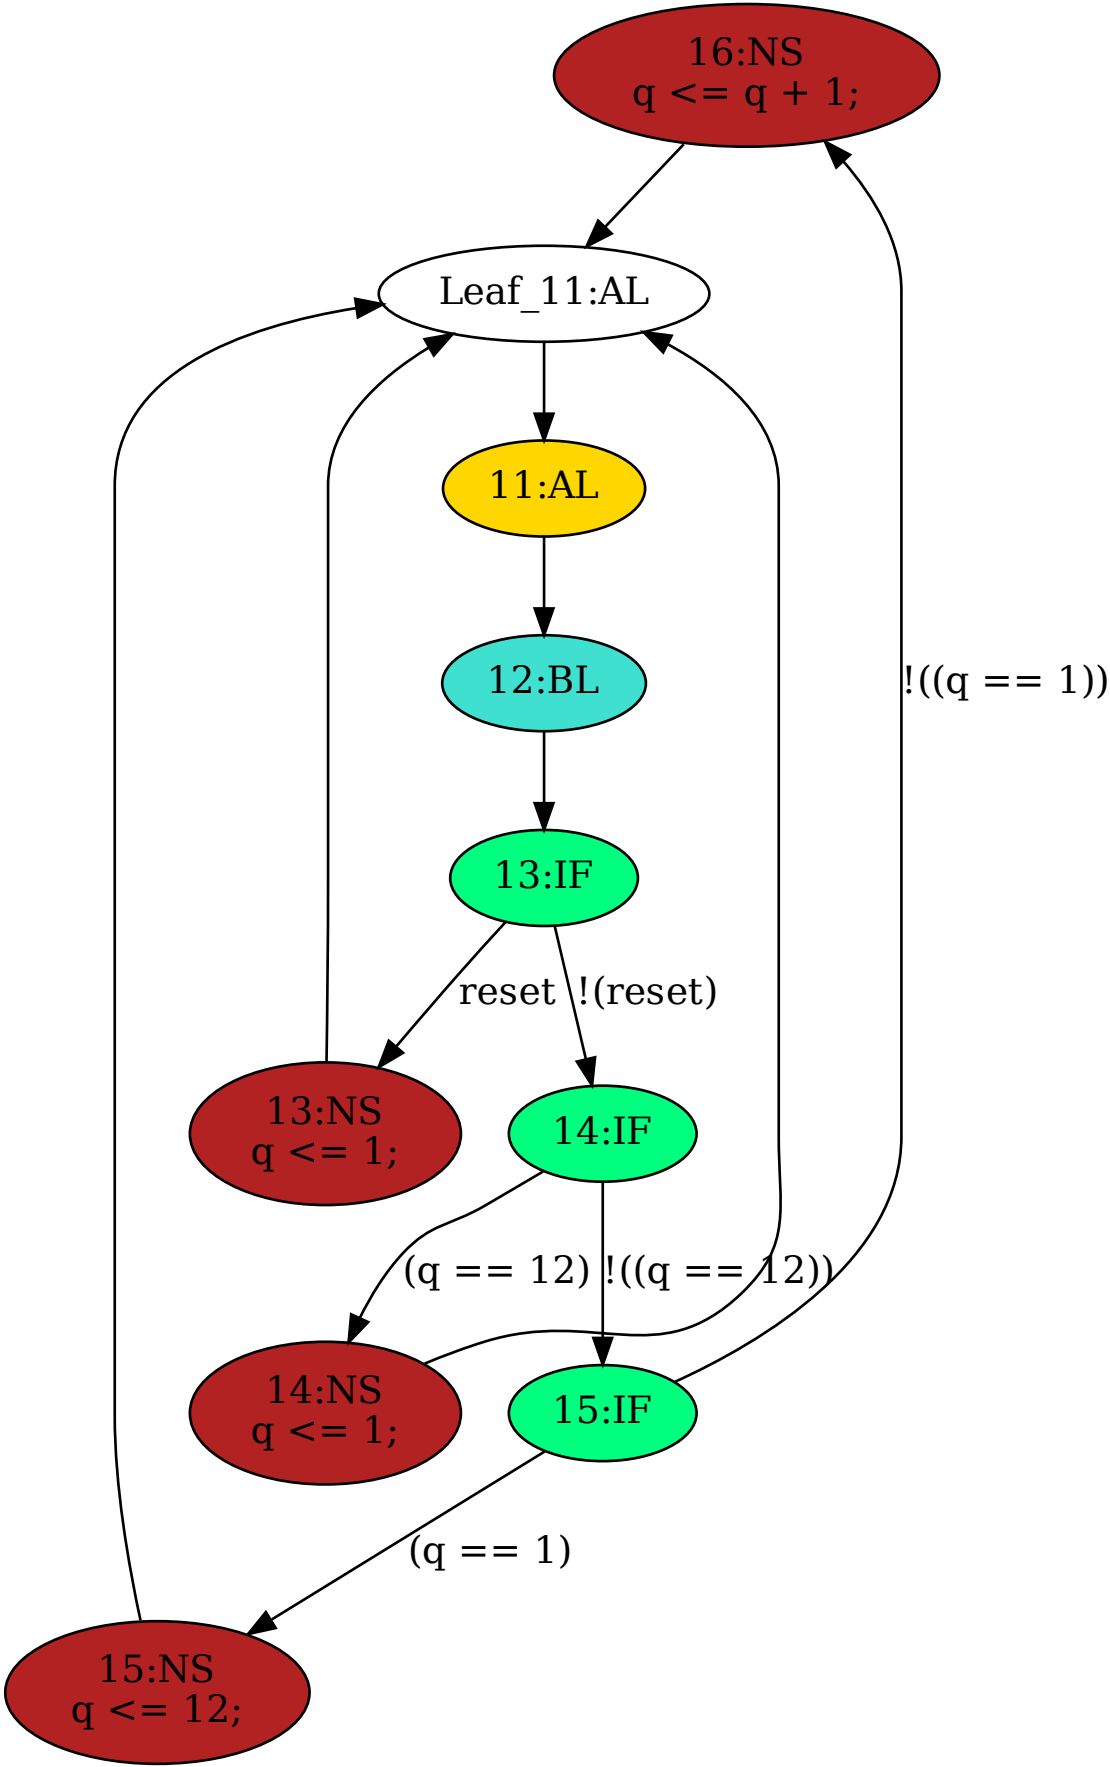 16:NS
q <= q + 1;
Leaf_11:AL
11:AL
12:BL
!((q == 1))
13:IF
reset
!(reset)
13:NS
q <= 1;
14:IF
(q == 12)
!((q == 12))
14:NS
q <= 1;
15:IF
(q == 1)
15:NS
q <= 12;